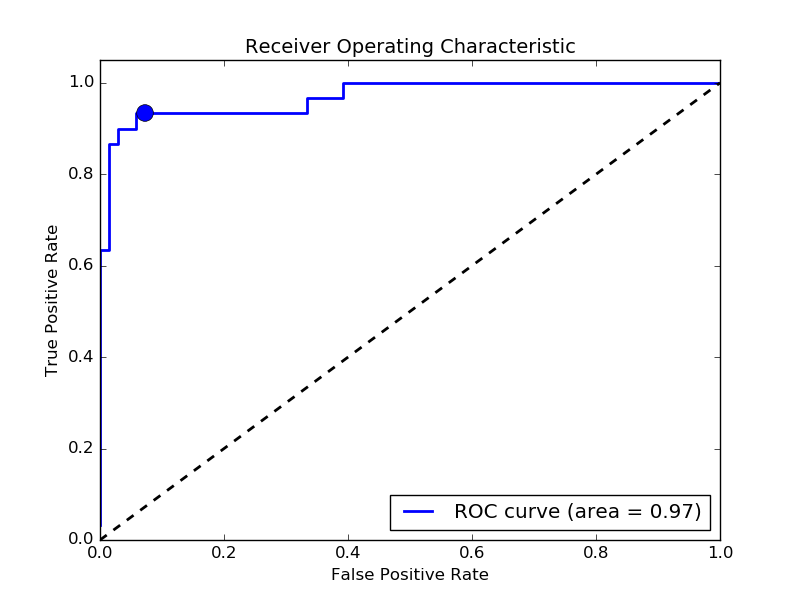 Receiver Operating Characteristic
1.0
0.8
0.6
0.4
0.2
0.0
True Positive Rate
ROC curve (area = 0.97)
0.0 0.2 0.4 0.6 0.8 1.0
False Positive Rate